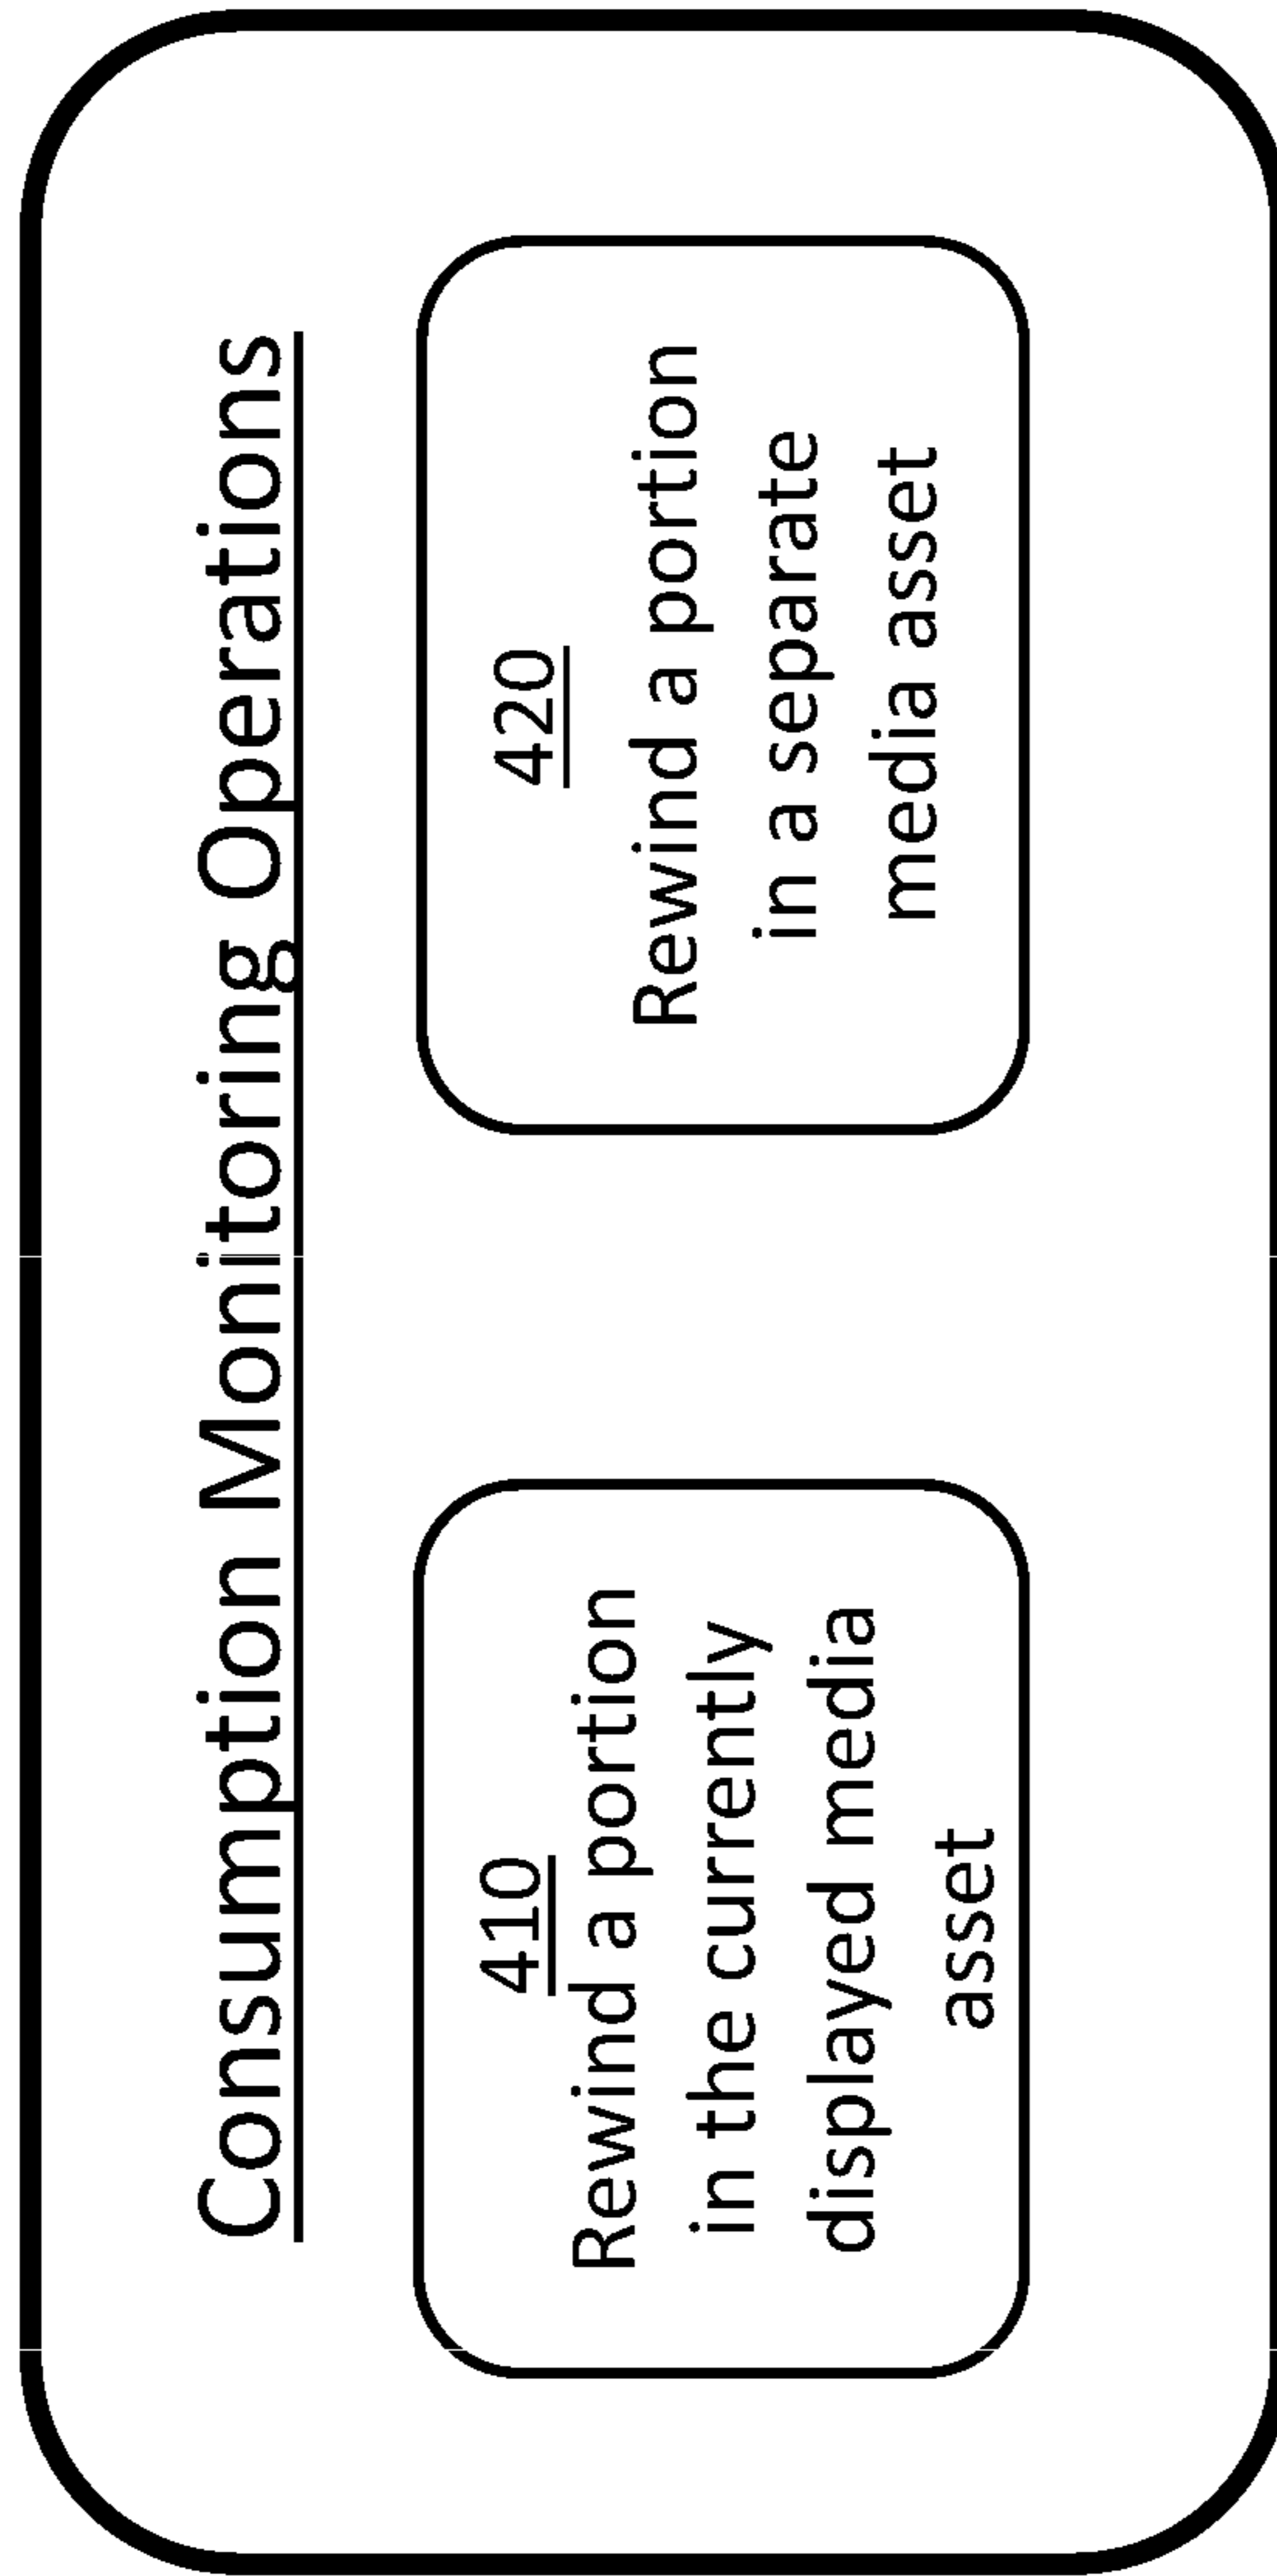 Consumption Monitoring Operations
410
Rewind a portion
in the currently
displayed media
asset
420
Rewind a portion
in a separate
media asset